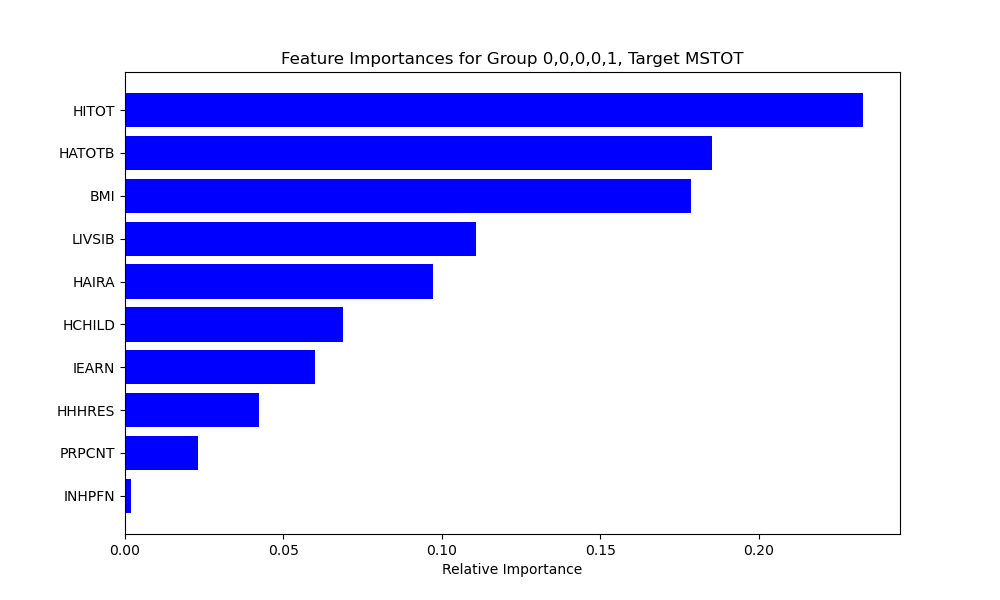 Feature Importances for Group 0,0,0,0,1, Target MSTOT
HITOT
HATOTB
BMI
LIVSIB
HAIRA
HCHILD
IEARN
HHHRES
PRPCNT
INHPFN
0.00 0.05 0.10 0.15 0.20
Relative Importance